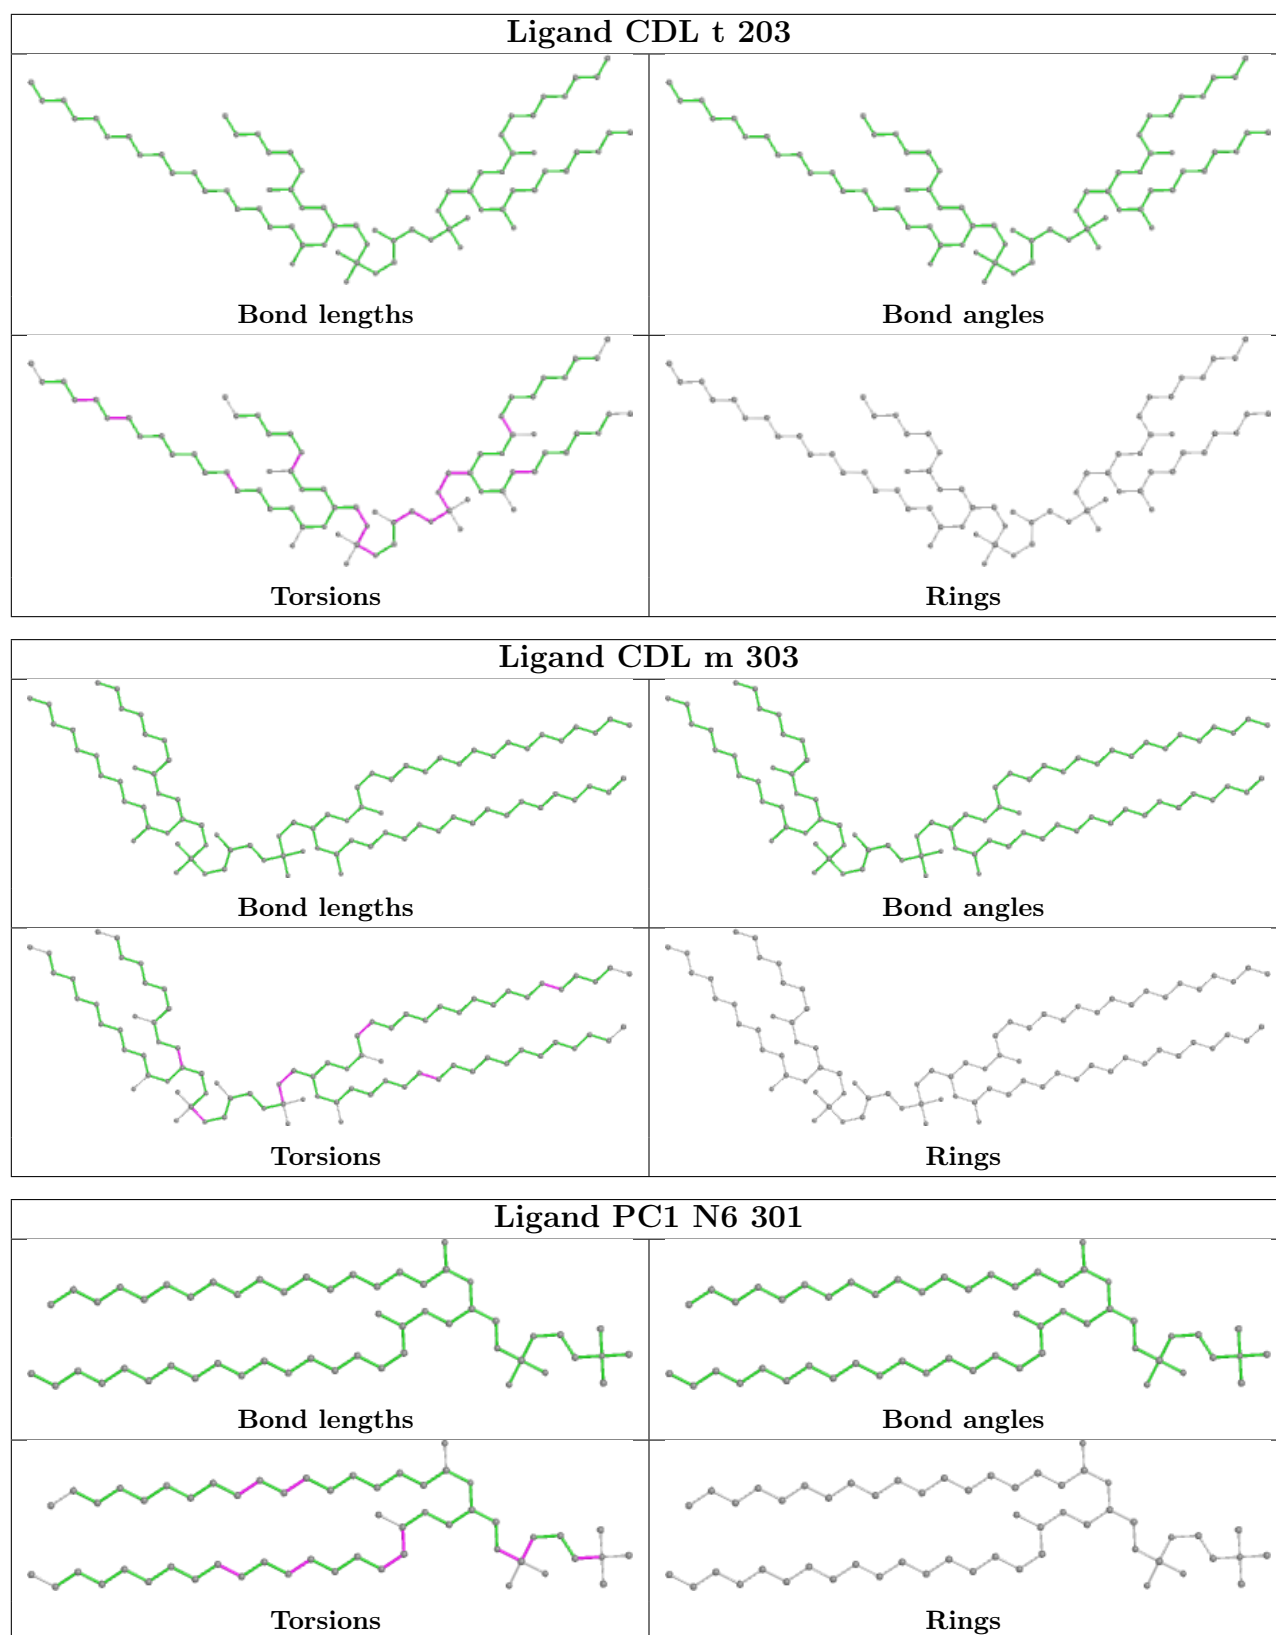 Ligand CDL t 203
Bond lengths
Bond angles
Torsions
Rings
Ligand CDL m 303
Bond lengths
Bond angles
Torsions
Rings
Ligand PC1 N6 301
Bond lengths
Bond angles
Torsions
Rings